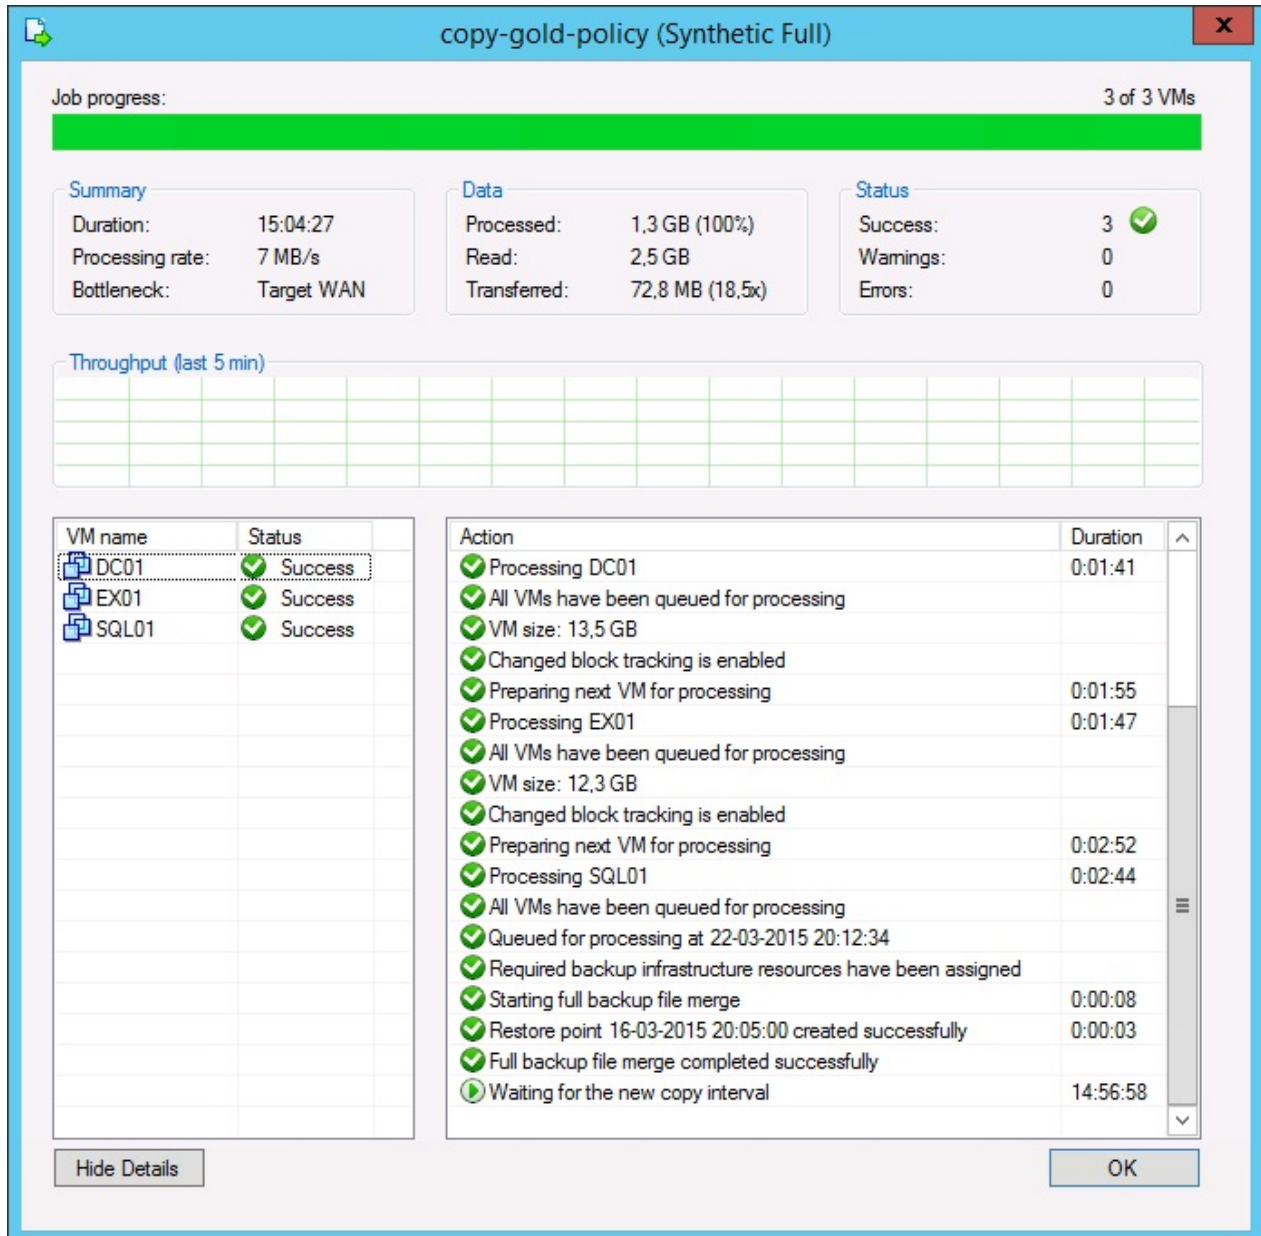 copy-gold-policy (Synthetic Full)
X
Job progress: 3 of 3 VMs
Summary
Duration: 15:04:27
Processing rate: 7 MB/s
Bottleneck: Target WAN
Data
Processed: 1,3 GB (100%)
Read: 2,5 GB
Transferred: 72,8 MB (18,5x)
Status
Success: 3
Warnings: 0
Errors: 0
Throughput (last 5 min)
VM name Status
DC01 Success
EX01 Success
SQL01 Success
Action Duration
Processing DC01 0:01:41
All VMs have been queued for processing
VM size: 13,5 GB
Changed block tracking is enabled
Preparing next VM for processing 0:01:55
Processing EX01 0:01:47
All VMs have been queued for processing
VM size: 12,3 GB
Changed block tracking is enabled
Preparing next VM for processing 0:02:52
Processing SQL01 0:02:44
All VMs have been queued for processing
Queued for processing at 22-03-2015 20:12:34
Required backup infrastructure resources have been assigned
Starting full backup file merge 0:00:08
Restore point 16-03-2015 20:05:00 created successfully 0:00:03
Full backup file merge completed successfully
Waiting for the new copy interval 14:56:58
Hide Details
OK